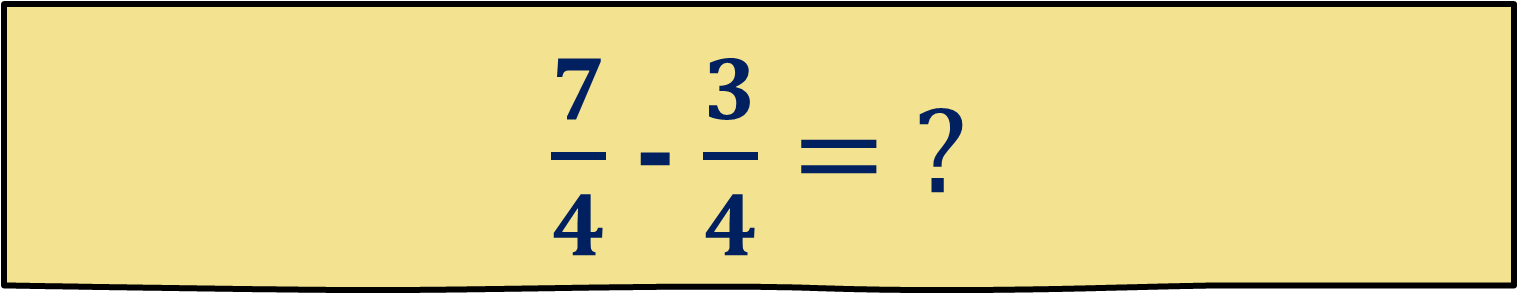 7/4 - 3/4 = ?